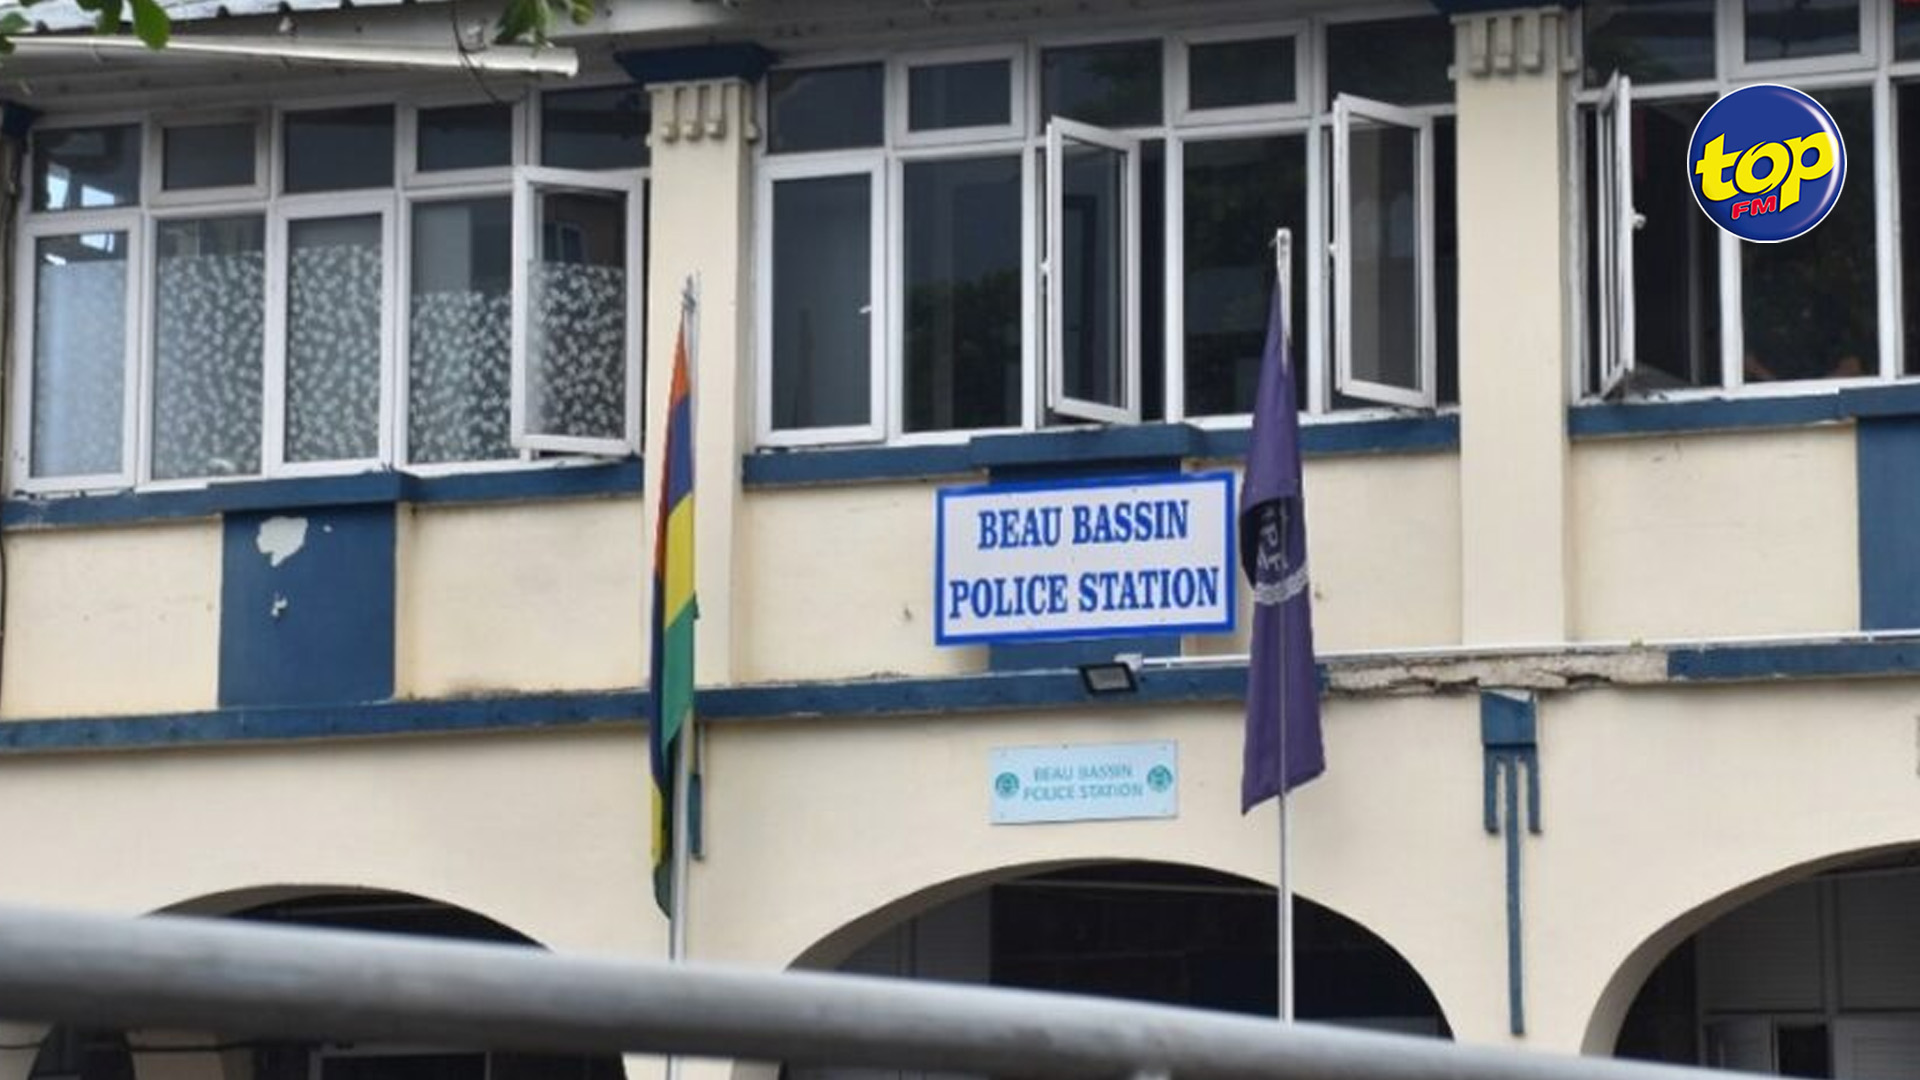 top
FM
BEAU BASSIN
POLICE STATION
BEAU BASSIN
POLICE STATION